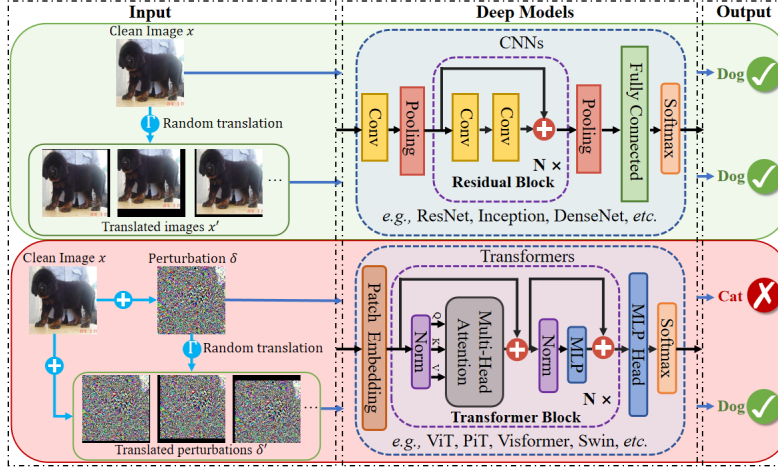 Input
Deep Models
Output
Clean Image x
Random translation
Translated images x′
...
CNNs
Conv
Pooling
Conv
Conv
N ×
Residual Block
Pooling
Fully Connected
Softmax
e.g., ResNet, Inception, DenseNet, etc.
Dog
Dog
Clean Image x
Perturbation δ
Random translation
Translated perturbations δ′
...
Transformers
Patch Embedding
Norm
Q
K
V
Multi-Head
Attention
Norm
MLP
N ×
Transformer Block
MLP Head
Softmax
e.g., ViT, PiT, Visformer, Swin, etc.
Cat
Dog